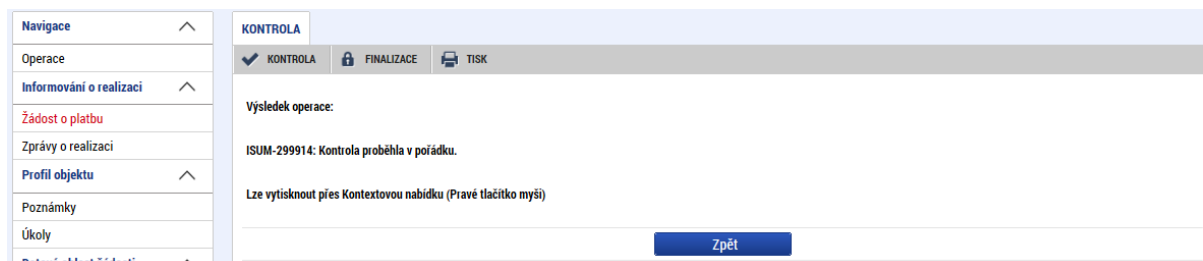 Navigace
Operace
Informování o realizaci
Žádost o platbu
Zprávy o realizaci
Profil objektu
Poznámky
Úkoly
KONTROLA
KONTROLA FINALIZACE TISK
Výsledek operace:
ISUM-299914: Kontrola proběhla v pořádku.
Lze vytisknout přes Kontextovou nabídku (Pravé tlačítko myši)
Zpět